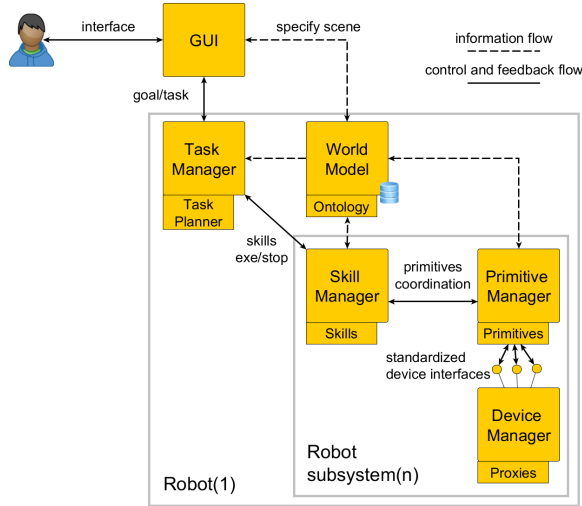 interface
GUI
specify scene
information flow
control and feedback flow
goal/task
Task
Manager
Task
Planner
World
Model
Ontology
skills
exe/stop
Skill
Manager
Skills
primitives
coordination
Primitive
Manager
Primitives
standardized
device interfaces
Device
Manager
Proxies
Robot
subsystem(n)
Robot(1)